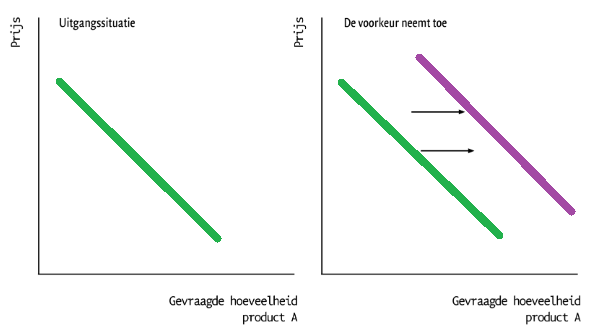 Prijs
Uitgangssituatie
Gevraagde hoeveelheid
product A
Prijs
De voorkeur neemt toe
Gevraagde hoeveelheid
product A